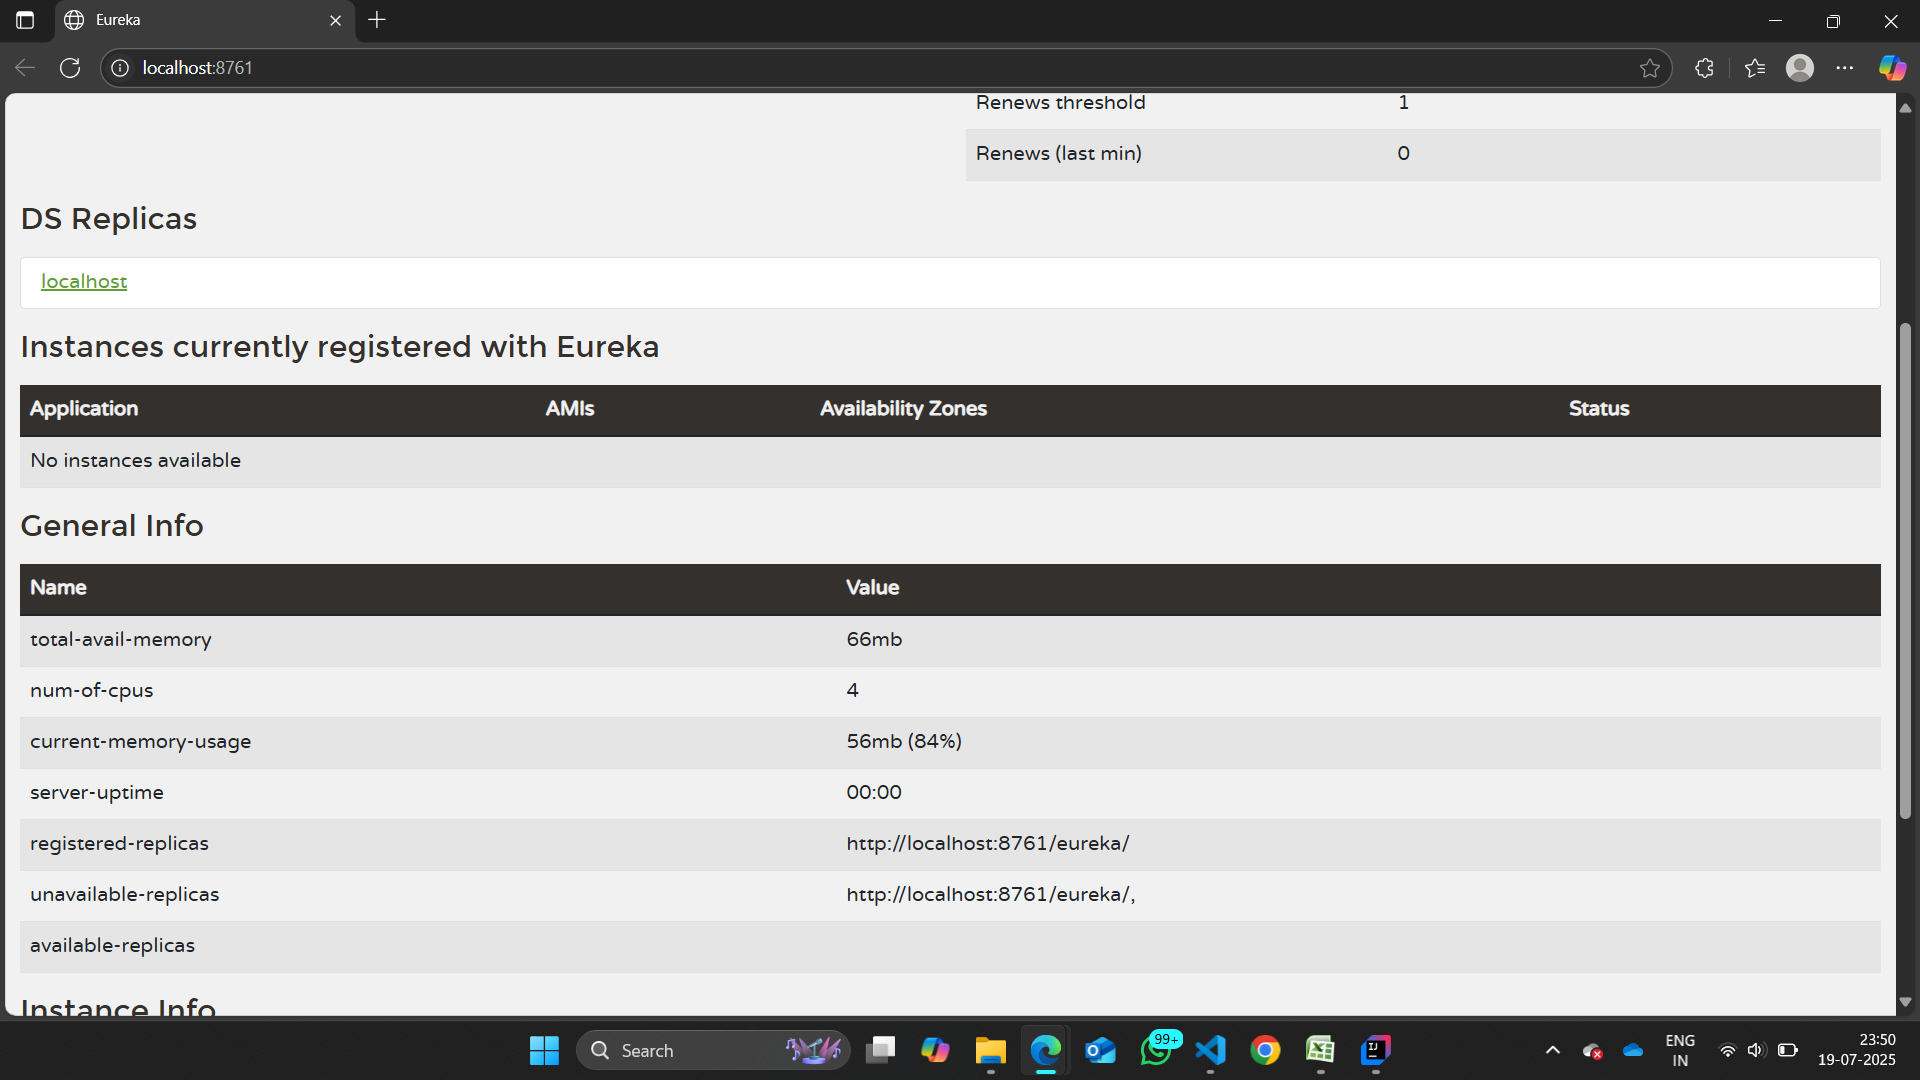 Eureka
localhost:8761
Renews threshold 1
Renews (last min) 0
DS Replicas
localhost
Instances currently registered with Eureka
Application AMIs Availability Zones Status
No instances available
General Info
Name Value
total-avail-memory 66mb
num-of-cpus 4
current-memory-usage 56mb (84%)
server-uptime 00:00
registered-replicas http://localhost:8761/eureka/
unavailable-replicas http://localhost:8761/eureka/,
available-replicas
Instance Info
Search
99+
ENG
IN
23:50
19-07-2025